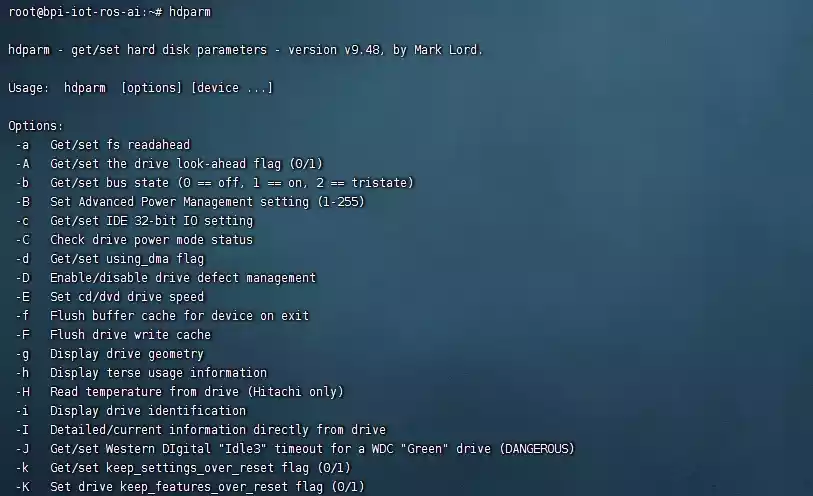 root@bpi-iot-ros-ai:~# hdparm
hdparm - get/set hard disk parameters - version v9.48, by Mark Lord.
Usage:  hdparm  [options] [device ...]
Options:
 -a   Get/set fs readahead
 -A   Get/set the drive look-ahead flag (0/1)
 -b   Get/set bus state (0 == off, 1 == on, 2 == tristate)
 -B   Set Advanced Power Management setting (1-255)
 -c   Get/set IDE 32-bit IO setting
 -C   Check drive power mode status
 -d   Get/set using_dma flag
 -D   Enable/disable drive defect management
 -E   Set cd/dvd drive speed
 -f   Flush buffer cache for device on exit
 -F   Flush drive write cache
 -g   Display drive geometry
 -h   Display terse usage information
 -H   Read temperature from drive (Hitachi only)
 -i   Display drive identification
 -I   Detailed/current information directly from drive
 -J   Get/set Western DIgital "Idle3" timeout for a WDC "Green" drive (DANGEROUS)
 -k   Get/set keep_settings_over_reset flag (0/1)
 -K   Set drive keep_features_over_reset flag (0/1)